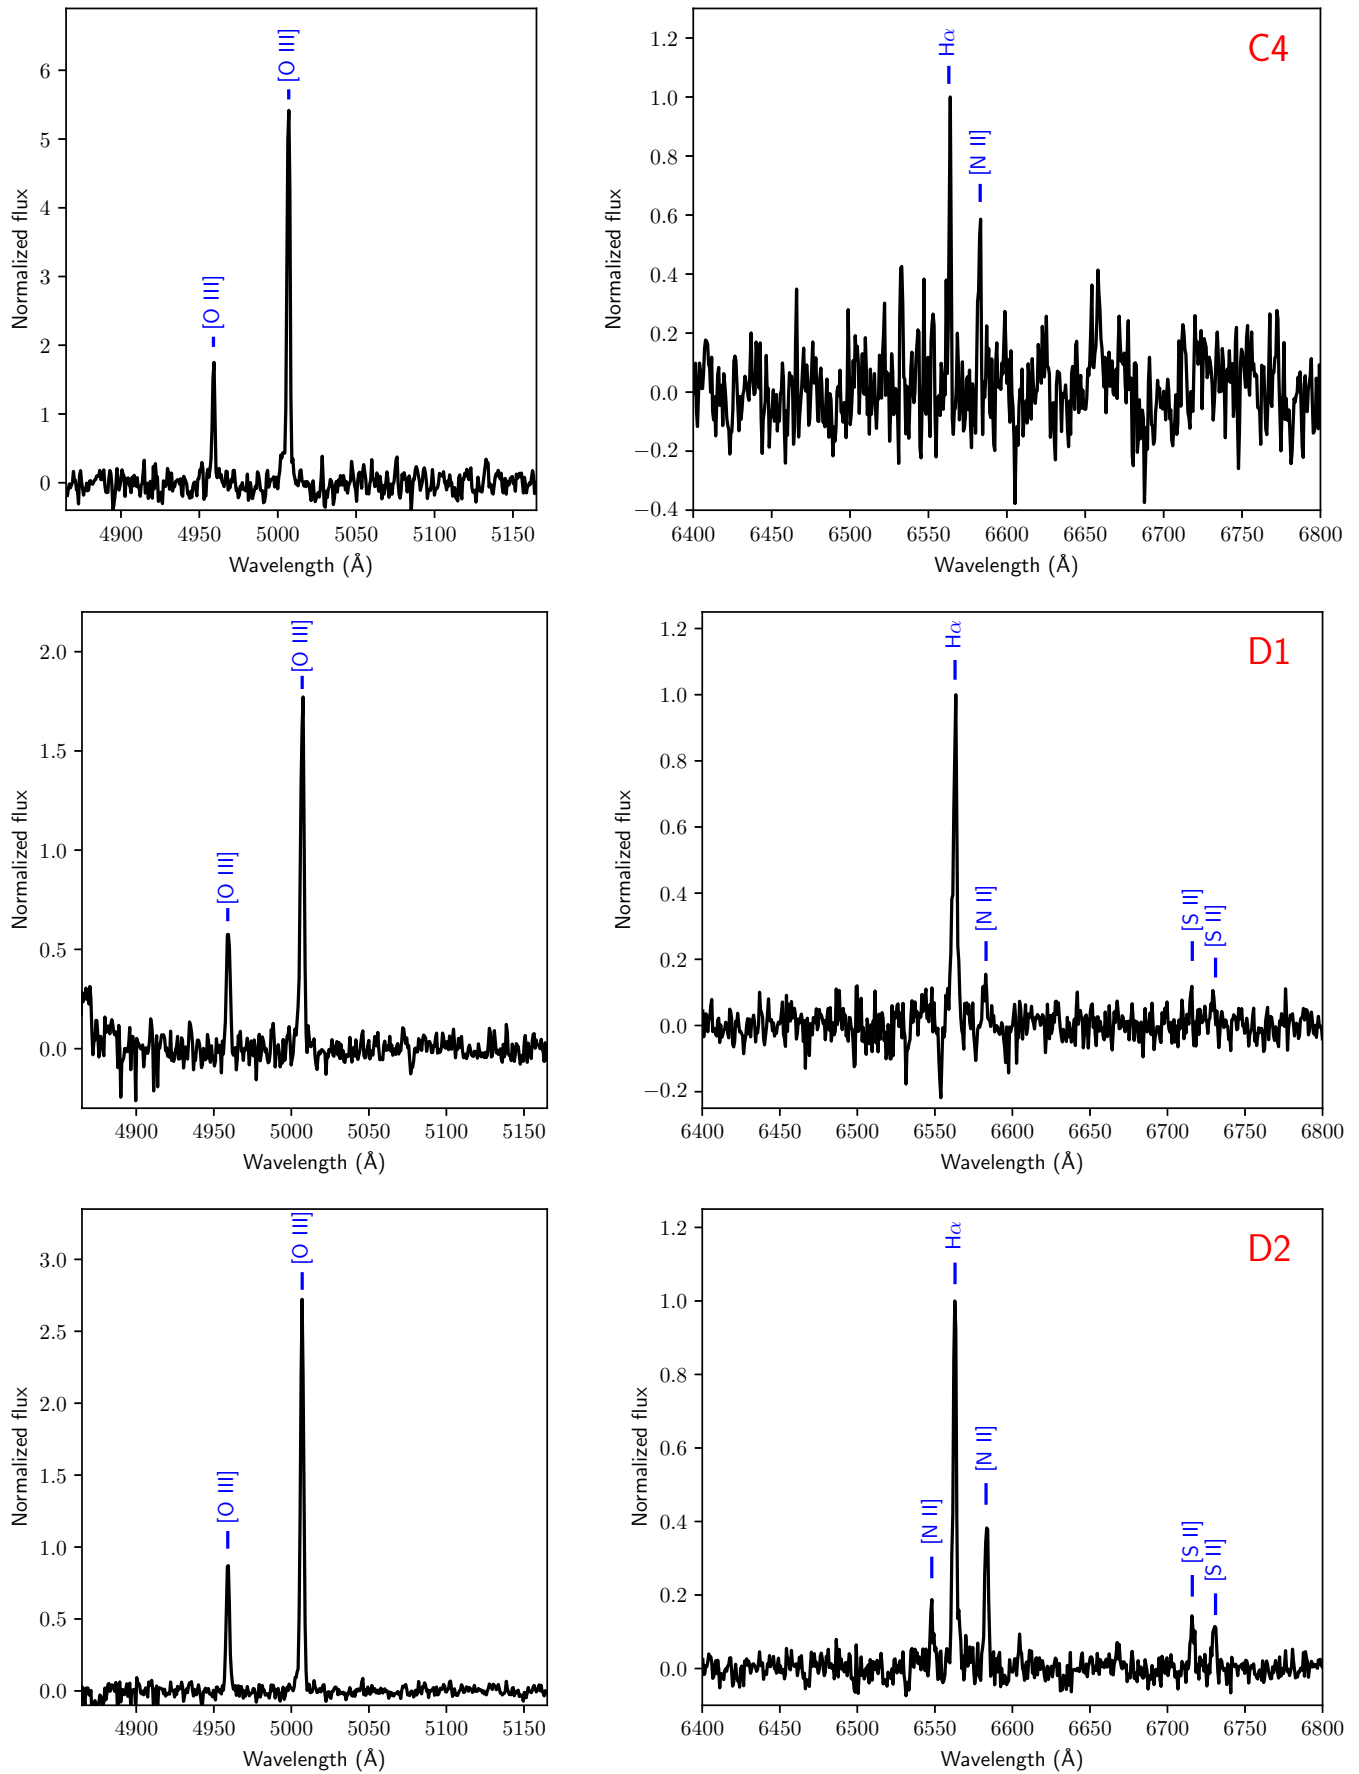 [O III]
[O III]
6
5
4
3
2
1
0
Normalized flux
4900
4950
5000
5050
5100
5150
Wavelength (Å)
C4
Hα
[N II]
1.2
1.0
0.8
0.6
0.4
0.2
0.0
−0.2
−0.4
Normalized flux
6400
6450
6500
6550
6600
6650
6700
6750
6800
Wavelength (Å)
[O III]
[O III]
2.0
1.5
1.0
0.5
0.0
Normalized flux
4900
4950
5000
5050
5100
5150
Wavelength (Å)
D1
Hα
[N II]
[S II]
[S II]
1.2
1.0
0.8
0.6
0.4
0.2
0.0
−0.2
Normalized flux
6400
6450
6500
6550
6600
6650
6700
6750
6800
Wavelength (Å)
[O III]
[O III]
3.0
2.5
2.0
1.5
1.0
0.5
0.0
Normalized flux
4900
4950
5000
5050
5100
5150
Wavelength (Å)
D2
Hα
[N II]
[N II]
[S II]
[S II]
1.2
1.0
0.8
0.6
0.4
0.2
0.0
Normalized flux
6400
6450
6500
6550
6600
6650
6700
6750
6800
Wavelength (Å)